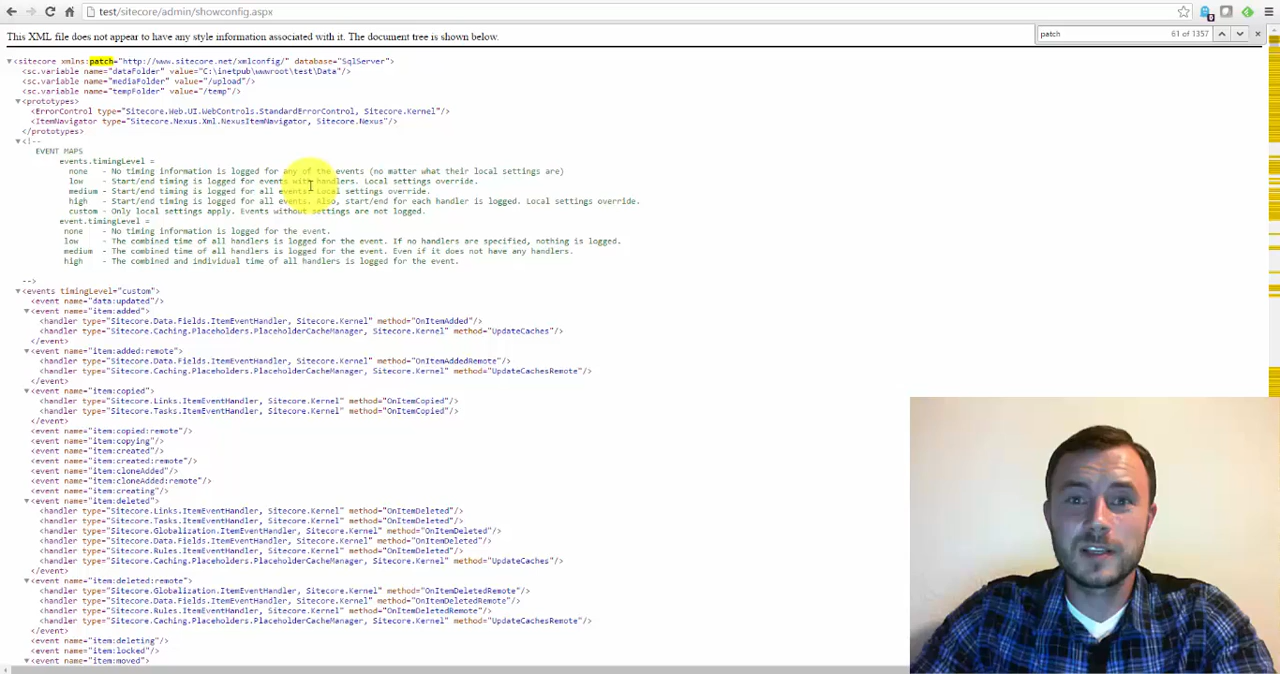 test/sitecore/admin/showconfig.aspx
patch 61 of 1357
This XML file does not appear to have any style information associated with it. The document tree is shown below.
<sitecore xmlns:patch="http://www.sitecore.net/xmlconfig/" database="SqlServer">
<sc.variable name="dataFolder" value="C:\inetpub\wwwroot\test\Data"/>
<sc.variable name="mediaFolder" value="/upload"/>
<sc.variable name="tempFolder" value="/temp"/>
<prototypes>
<ErrorControl type="Sitecore.Web.UI.WebControls.StandardErrorControl, Sitecore.Kernel"/>
<ItemNavigator type="Sitecore.Nexus.Xml.NexusItemNavigator, Sitecore.Nexus"/>
</prototypes>
<!--
EVENT MAPS
events.timingLevel =
none - No timing information is logged for any of the events (no matter what their local settings are)
low - Start/end timing is logged for events with handlers. Local settings override.
medium - Start/end timing is logged for all events. Local settings override.
high - Start/end timing is logged for all events. Also, start/end for each handler is logged. Local settings override.
custom - Only local settings apply. Events without settings are not logged.
event.timingLevel =
none - No timing information is logged for the event.
low - The combined time of all handlers is logged for the event. If no handlers are specified, nothing is logged.
medium - The combined time of all handlers is logged for the event. Even if it does not have any handlers.
high - The combined and individual time of all handlers is logged for the event.
-->
<events timingLevel="custom">
<event name="data:updated"/>
<event name="item:added">
<handler type="Sitecore.Data.Fields.ItemEventHandler, Sitecore.Kernel" method="OnItemAdded"/>
<handler type="Sitecore.Caching.Placeholders.PlaceholderCacheManager, Sitecore.Kernel" method="UpdateCaches"/>
</event>
<event name="item:added:remote">
<handler type="Sitecore.Data.Fields.ItemEventHandler, Sitecore.Kernel" method="OnItemAddedRemote"/>
<handler type="Sitecore.Caching.Placeholders.PlaceholderCacheManager, Sitecore.Kernel" method="UpdateCachesRemote"/>
</event>
<event name="item:copied">
<handler type="Sitecore.Links.ItemEventHandler, Sitecore.Kernel" method="OnItemCopied"/>
<handler type="Sitecore.Tasks.ItemEventHandler, Sitecore.Kernel" method="OnItemCopied"/>
</event>
<event name="item:copied:remote"/>
<event name="item:copying"/>
<event name="item:created"/>
<event name="item:created:remote"/>
<event name="item:cloneAdded"/>
<event name="item:cloneAdded:remote"/>
<event name="item:creating"/>
<event name="item:deleted">
<handler type="Sitecore.Links.ItemEventHandler, Sitecore.Kernel" method="OnItemDeleted"/>
<handler type="Sitecore.Tasks.ItemEventHandler, Sitecore.Kernel" method="OnItemDeleted"/>
<handler type="Sitecore.Globalization.ItemEventHandler, Sitecore.Kernel" method="OnItemDeleted"/>
<handler type="Sitecore.Data.Fields.ItemEventHandler, Sitecore.Kernel" method="OnItemDeleted"/>
<handler type="Sitecore.Rules.ItemEventHandler, Sitecore.Kernel" method="OnItemDeleted"/>
<handler type="Sitecore.Caching.Placeholders.PlaceholderCacheManager, Sitecore.Kernel" method="UpdateCaches"/>
</event>
<event name="item:deleted:remote">
<handler type="Sitecore.Globalization.ItemEventHandler, Sitecore.Kernel" method="OnItemDeletedRemote"/>
<handler type="Sitecore.Data.Fields.ItemEventHandler, Sitecore.Kernel" method="OnItemDeletedRemote"/>
<handler type="Sitecore.Rules.ItemEventHandler, Sitecore.Kernel" method="OnItemDeletedRemote"/>
<handler type="Sitecore.Caching.Placeholders.PlaceholderCacheManager, Sitecore.Kernel" method="UpdateCachesRemote"/>
</event>
<event name="item:deleting"/>
<event name="item:locked"/>
<event name="item:moved">